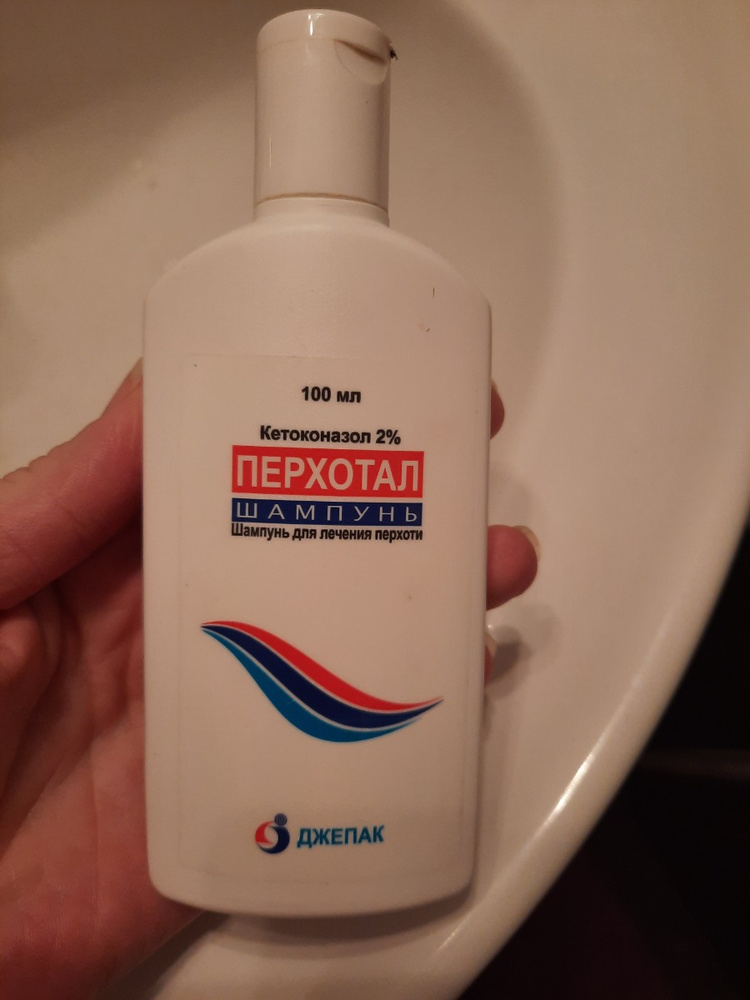 100 мл
Кетоконазол 2%
ПЕРХОТАЛ
ШАМПУНЬ
Шампунь для лечения перхоти
ДЖЕПАК